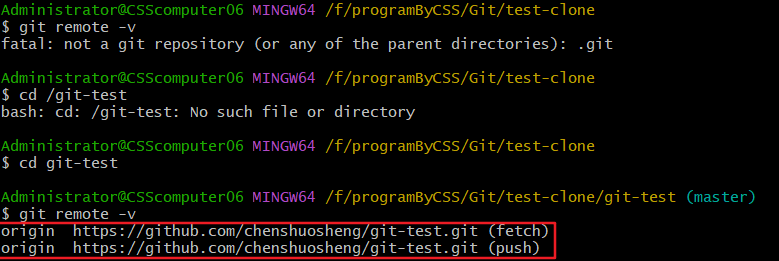 Administrator@CSScomputer06 MINGW64 /f/programByCSS/Git/test-clone
$ git remote -v
fatal: not a git repository (or any of the parent directories): .git
Administrator@CSScomputer06 MINGW64 /f/programByCSS/Git/test-clone
$ cd /git-test
bash: cd: /git-test: No such file or directory
Administrator@CSScomputer06 MINGW64 /f/programByCSS/Git/test-clone
$ cd git-test
Administrator@CSScomputer06 MINGW64 /f/programByCSS/Git/test-clone/git-test (master)
$ git remote -v
origin  https://github.com/chenshuosheng/git-test.git (fetch)
origin  https://github.com/chenshuosheng/git-test.git (push)